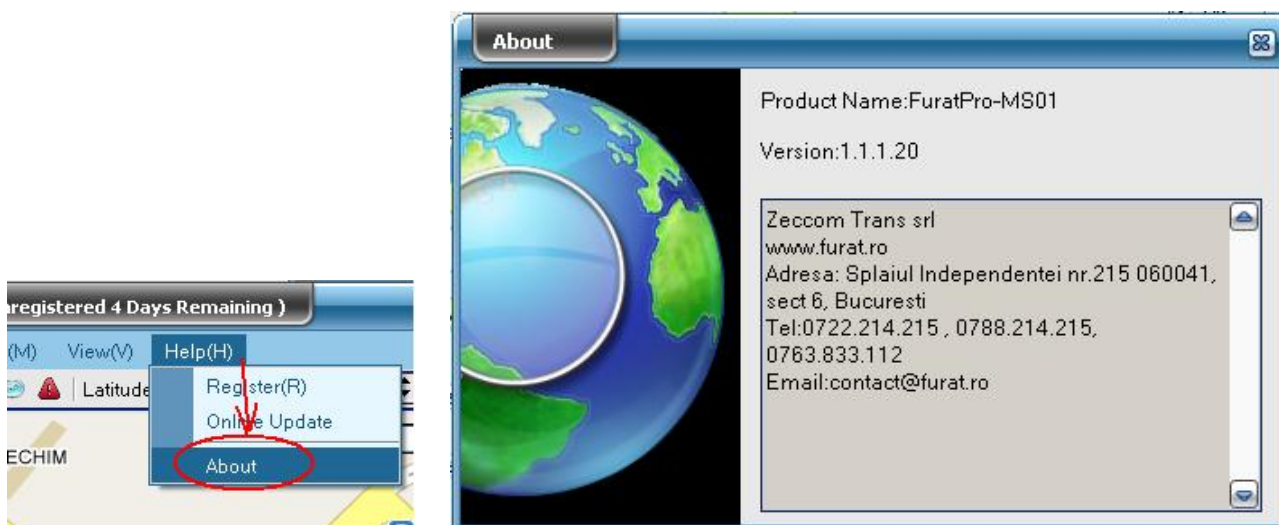 registered 4 Days Remaining )
(M) View(V) Help(H)
Latitude
Register(R)
Online Update
About
ECHIM
About
Product Name:FuratPro-MS01
Version:1.1.1.20
Zeccom Trans srl
www.furat.ro
Adresa: Splaiul Independentei nr.215 060041,
sect 6, Bucuresti
Tel:0722.214.215 , 0788.214.215,
0763.833.112
Email:contact@furat.ro